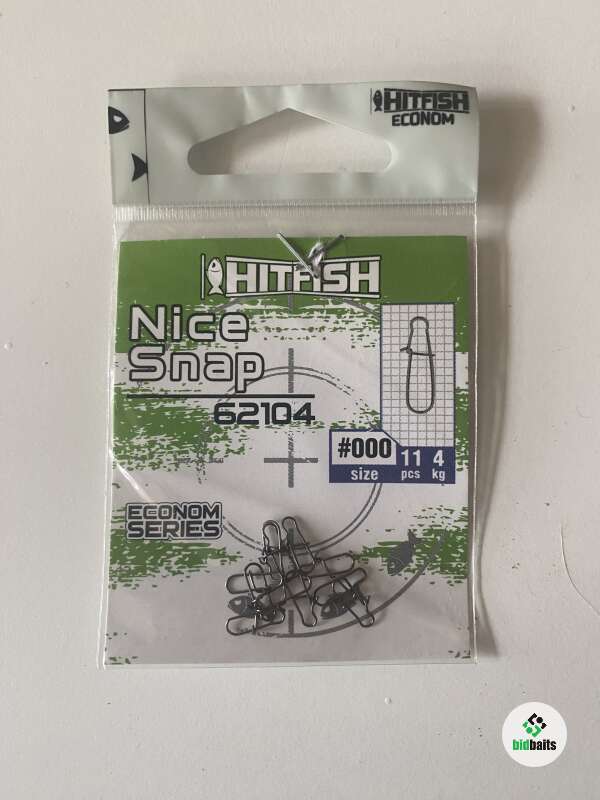 HITFISH
ECONOM
HITFISH
Nice
Snap
62104
#000 11 4
size pcs kg
ECONOM
SERIES
bidbaits